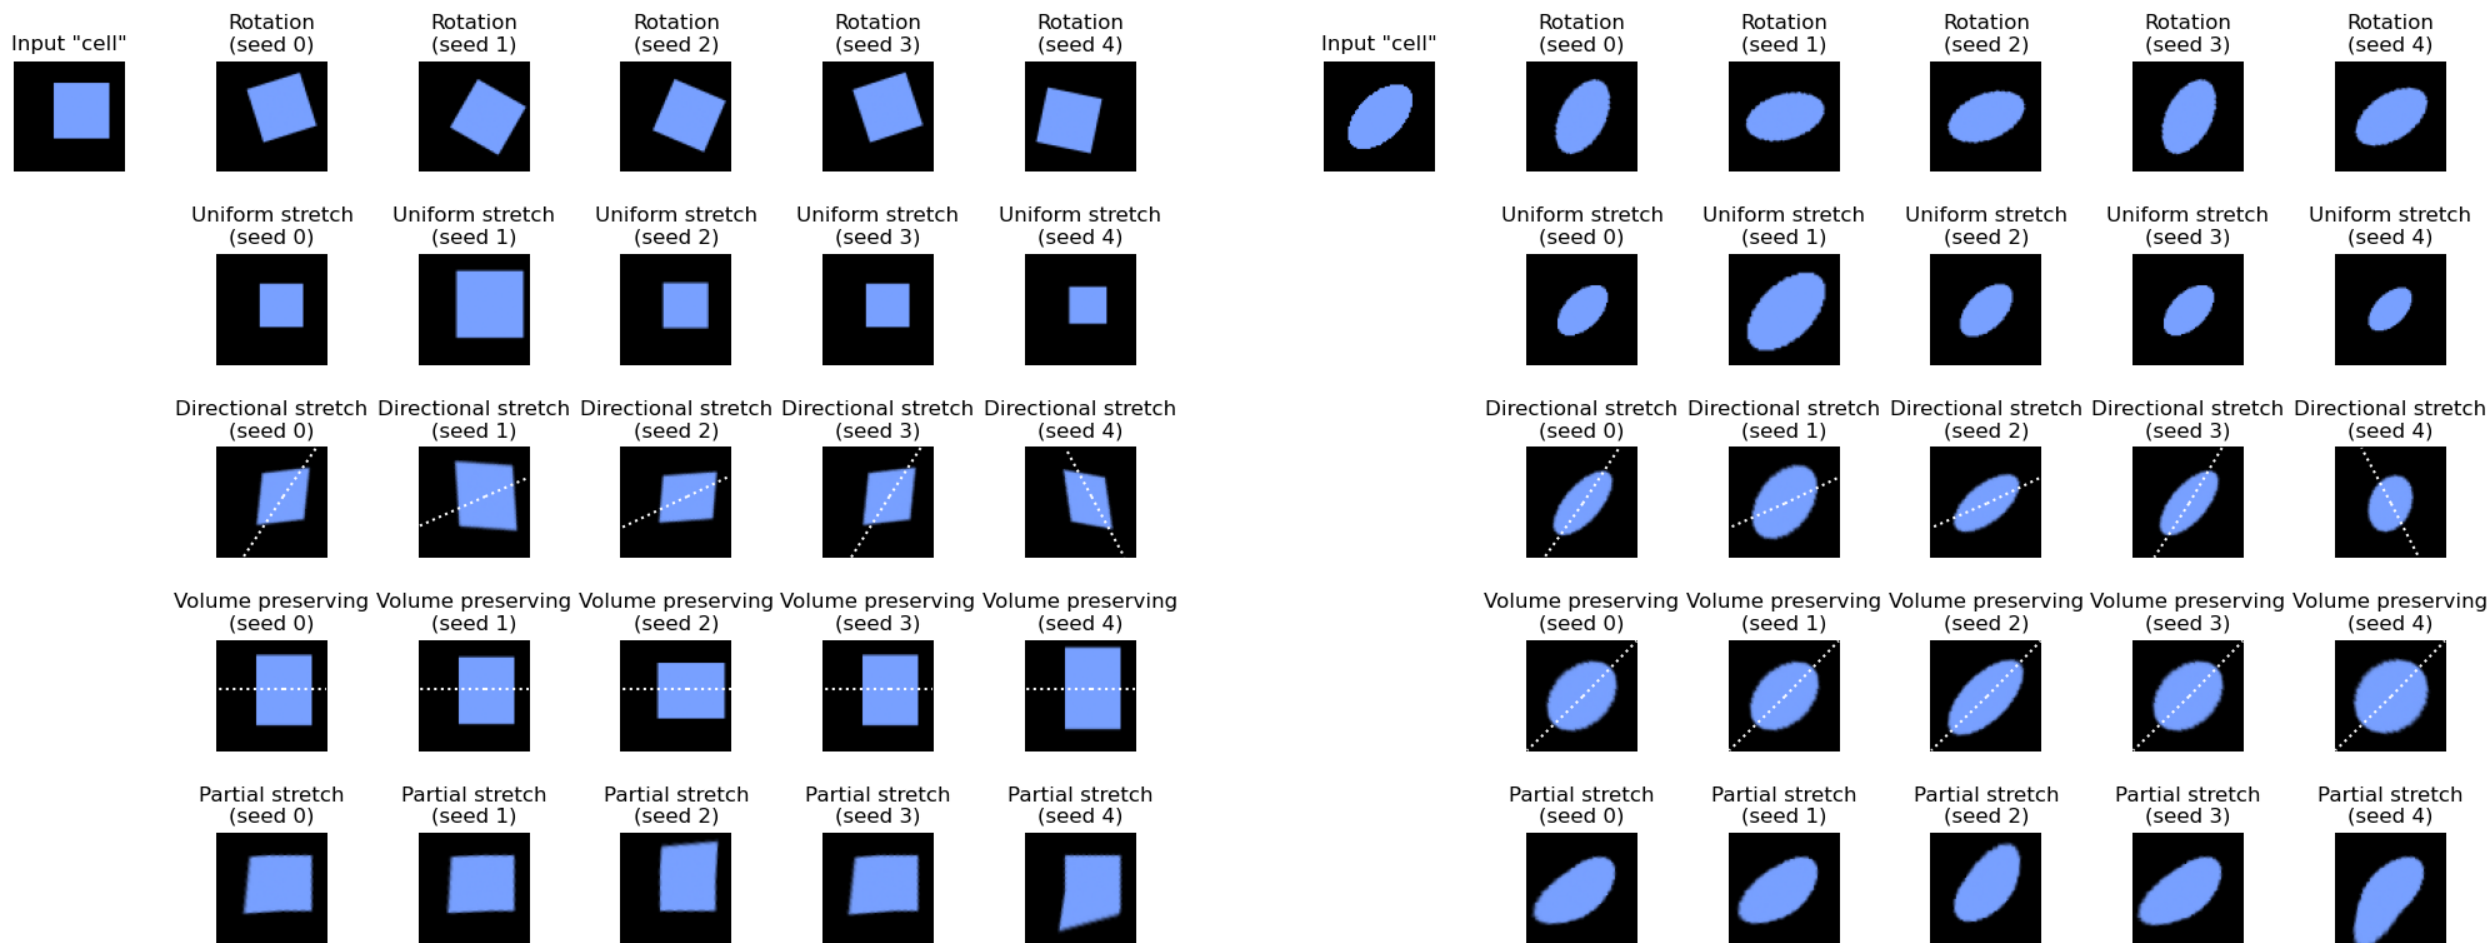 Input "cell"
Rotation
(seed 0)
Rotation
(seed 1)
Rotation
(seed 2)
Rotation
(seed 3)
Rotation
(seed 4)
Uniform stretch
(seed 0)
Uniform stretch
(seed 1)
Uniform stretch
(seed 2)
Uniform stretch
(seed 3)
Uniform stretch
(seed 4)
Directional stretch
(seed 0)
Directional stretch
(seed 1)
Directional stretch
(seed 2)
Directional stretch
(seed 3)
Directional stretch
(seed 4)
Volume preserving
(seed 0)
Volume preserving
(seed 1)
Volume preserving
(seed 2)
Volume preserving
(seed 3)
Volume preserving
(seed 4)
Partial stretch
(seed 0)
Partial stretch
(seed 1)
Partial stretch
(seed 2)
Partial stretch
(seed 3)
Partial stretch
(seed 4)
Input "cell"
Rotation
(seed 0)
Rotation
(seed 1)
Rotation
(seed 2)
Rotation
(seed 3)
Rotation
(seed 4)
Uniform stretch
(seed 0)
Uniform stretch
(seed 1)
Uniform stretch
(seed 2)
Uniform stretch
(seed 3)
Uniform stretch
(seed 4)
Directional stretch
(seed 0)
Directional stretch
(seed 1)
Directional stretch
(seed 2)
Directional stretch
(seed 3)
Directional stretch
(seed 4)
Volume preserving
(seed 0)
Volume preserving
(seed 1)
Volume preserving
(seed 2)
Volume preserving
(seed 3)
Volume preserving
(seed 4)
Partial stretch
(seed 0)
Partial stretch
(seed 1)
Partial stretch
(seed 2)
Partial stretch
(seed 3)
Partial stretch
(seed 4)